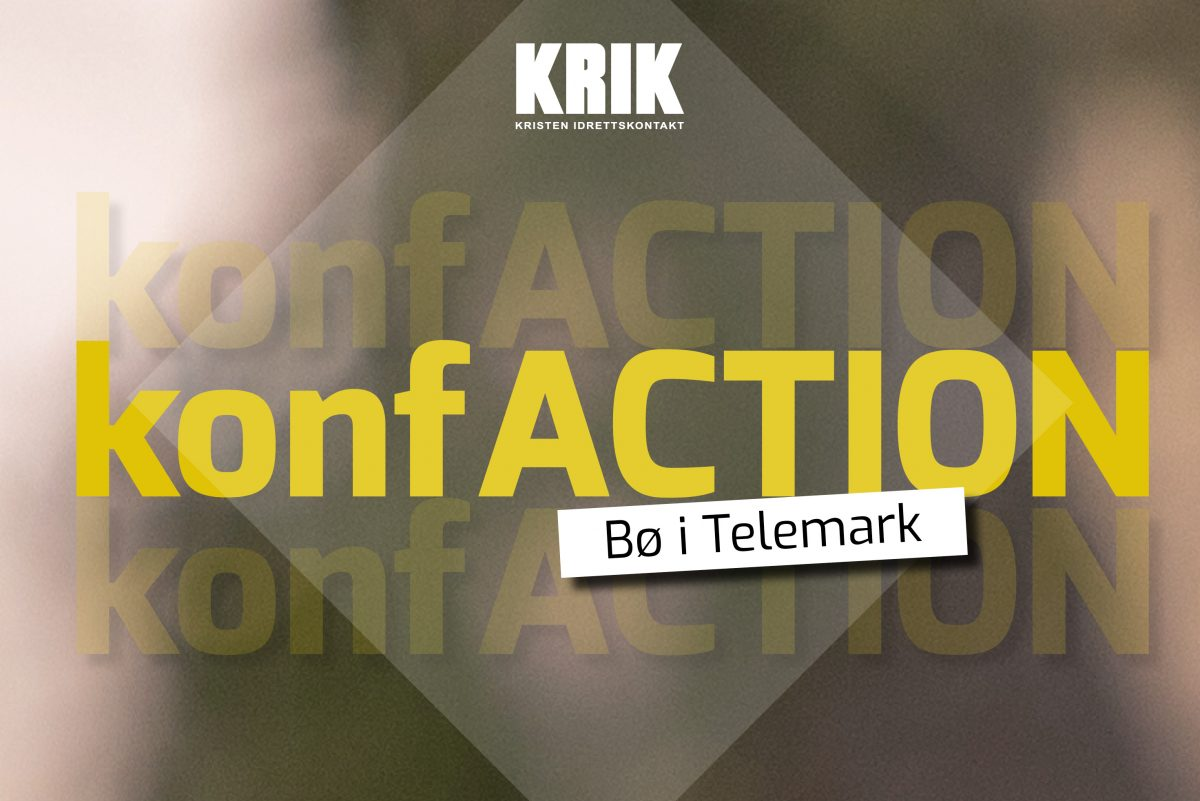 KRIK
KRISTEN IDRETTSKONTAKT
konfACTION
konfACTION
Bø i Telemark
konfACTION